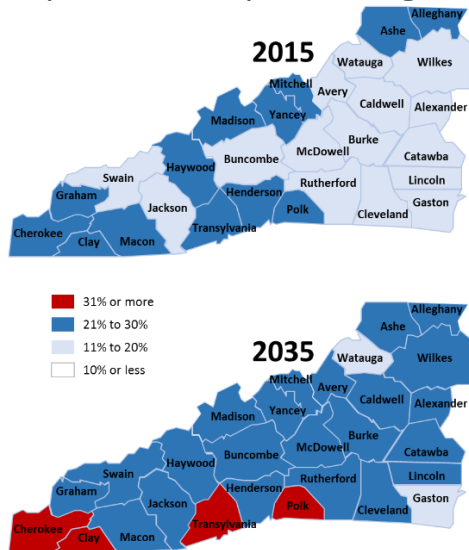 2015
Alleghany
Ashe
Watauga
Wilkes
Mitchell
Avery
Madison
Yancey
Caldwell
Alexander
Burke
McDowell
Catawba
Buncombe
Haywood
Swain
Lincoln
Rutherford
Henderson
Graham
Gaston
Jackson
Polk
Cleveland
Transylvania
Cherokee
Clay
Macon
31% or more
21% to 30%
11% to 20%
10% or less
2035
Alleghany
Ashe
Watauga
Wilkes
Mitchell
Avery
Madison
Yancey
Caldwell
Alexander
Burke
McDowell
Catawba
Buncombe
Haywood
Swain
Lincoln
Rutherford
Henderson
Graham
Gaston
Jackson
Polk
Cleveland
Transylvania
Cherokee
Clay
Macon